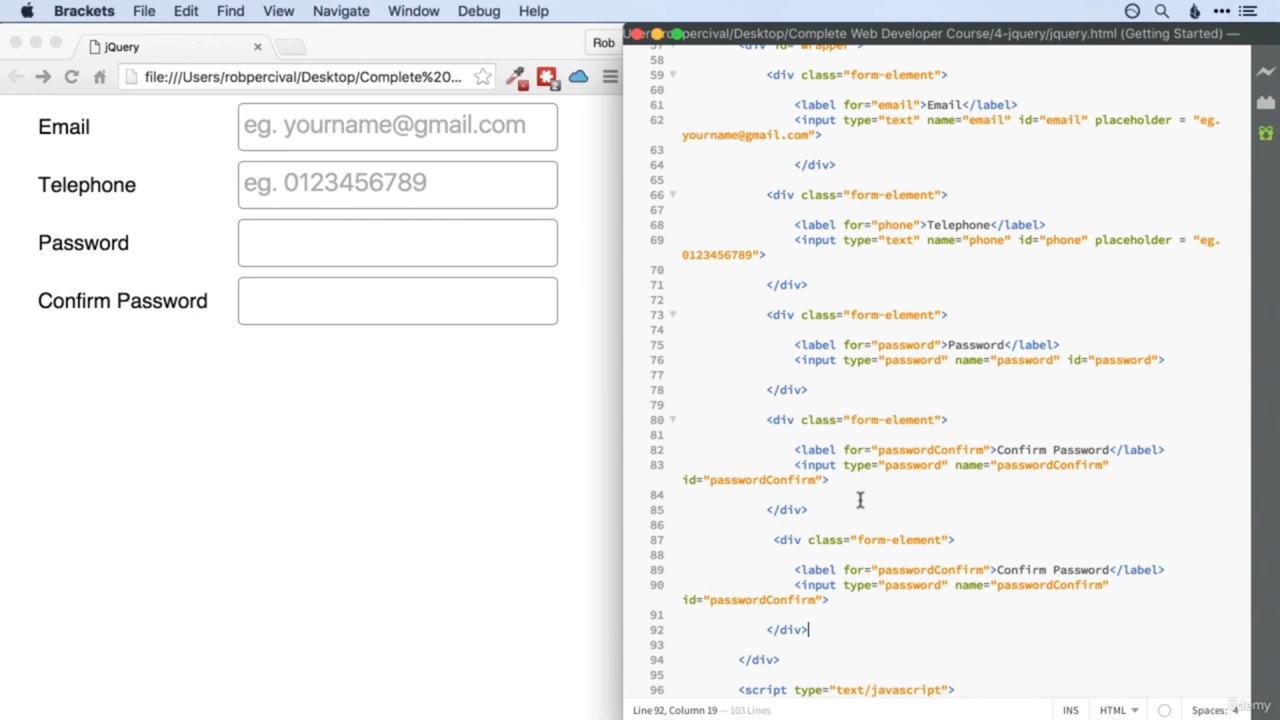 Brackets File Edit Find View Navigate Window Debug Help
jQuery
Rob
file:///Users/robpercival/Desktop/Complete%20...
2
Email
eg. yourname@gmail.com
Telephone
eg. 0123456789
Password
Confirm Password
percival/Desktop/Complete Web Developer Course/4-jquery/jquery.html (Getting Started) —
57 <div id="wrapper">
58
59 <div class="form-element">
60
61 <label for="email">Email</label>
62 <input type="text" name="email" id="email" placeholder = "eg.
yourname@gmail.com">
63
64 </div>
65
66 <div class="form-element">
67
68 <label for="phone">Telephone</label>
69 <input type="text" name="phone" id="phone" placeholder = "eg.
0123456789">
70
71 </div>
72
73 <div class="form-element">
74
75 <label for="password">Password</label>
76 <input type="password" name="password" id="password">
77
78 </div>
79
80 <div class="form-element">
81
82 <label for="passwordConfirm">Confirm Password</label>
83 <input type="password" name="passwordConfirm"
id="passwordConfirm">
84
85 </div>
86
87 <div class="form-element">
88
89 <label for="passwordConfirm">Confirm Password</label>
90 <input type="password" name="passwordConfirm"
id="passwordConfirm">
91
92 </div>
93
94 </div>
95
96 <script type="text/javascript">
Line 92, Column 19 — 103 Lines
INS HTML Spaces: 4
ûdemy